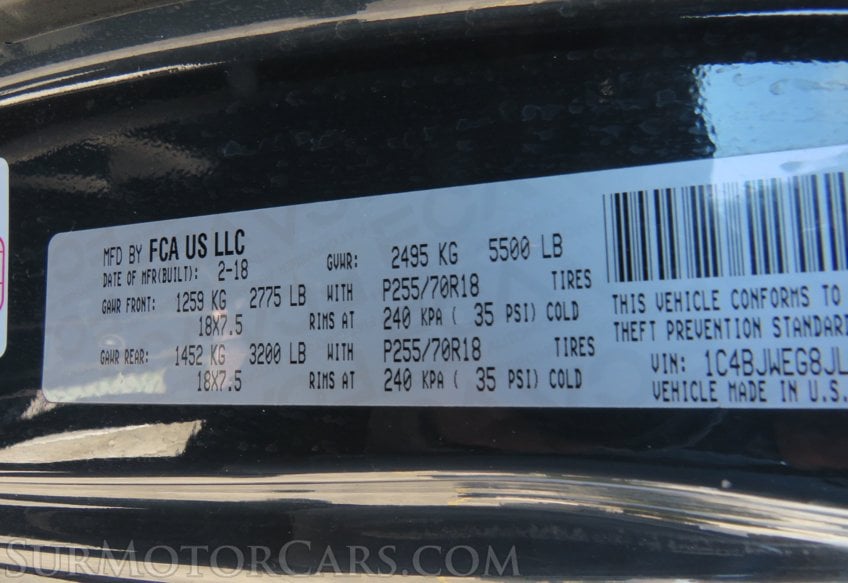 MFD BY FCA US LLC
DATE OF MFR(BUILT): 2-18 GVWR: 2495 KG 5500 LB
GAWR FRONT: 1259 KG 2775 LB WITH P255/70R18 TIRES
18X7.5 RIMS AT 240 KPA ( 35 PSI) COLD
GAWR REAR: 1452 KG 3200 LB WITH P255/70R18 TIRES
18X7.5 RIMS AT 240 KPA ( 35 PSI) COLD
THIS VEHICLE CONFORMS TO
THEFT PREVENTION STANDARD
VIN: 1C4BJWEG8JL
VEHICLE MADE IN U.S.
SURMOTORCARS.COM